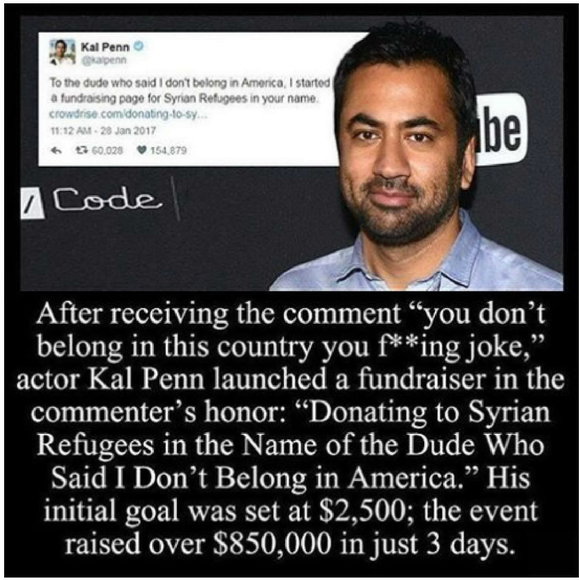 Kal Penn
@kalpenn
To the dude who said I don't belong in America, I started
a fundraising page for Syrian Refugees in your name.
crowdrise.com/donating-to-sy...
11:12 AM - 28 Jan 2017
60,028 154,879
be
/ Code
After receiving the comment “you don’t
belong in this country you f**ing joke,”
actor Kal Penn launched a fundraiser in the
commenter’s honor: “Donating to Syrian
Refugees in the Name of the Dude Who
Said I Don’t Belong in America.” His
initial goal was set at $2,500; the event
raised over $850,000 in just 3 days.